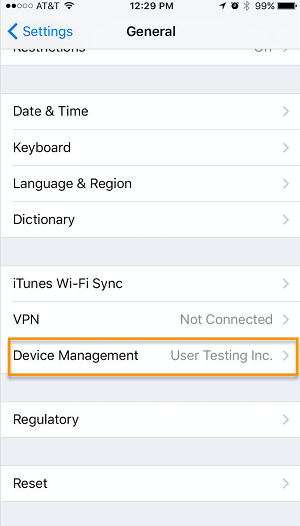 AT&T 12:29 PM 99%
Settings General
Restrictions Off
Date & Time
Keyboard
Language & Region
Dictionary
iTunes Wi-Fi Sync
VPN Not Connected
Device Management User Testing Inc.
Regulatory
Reset